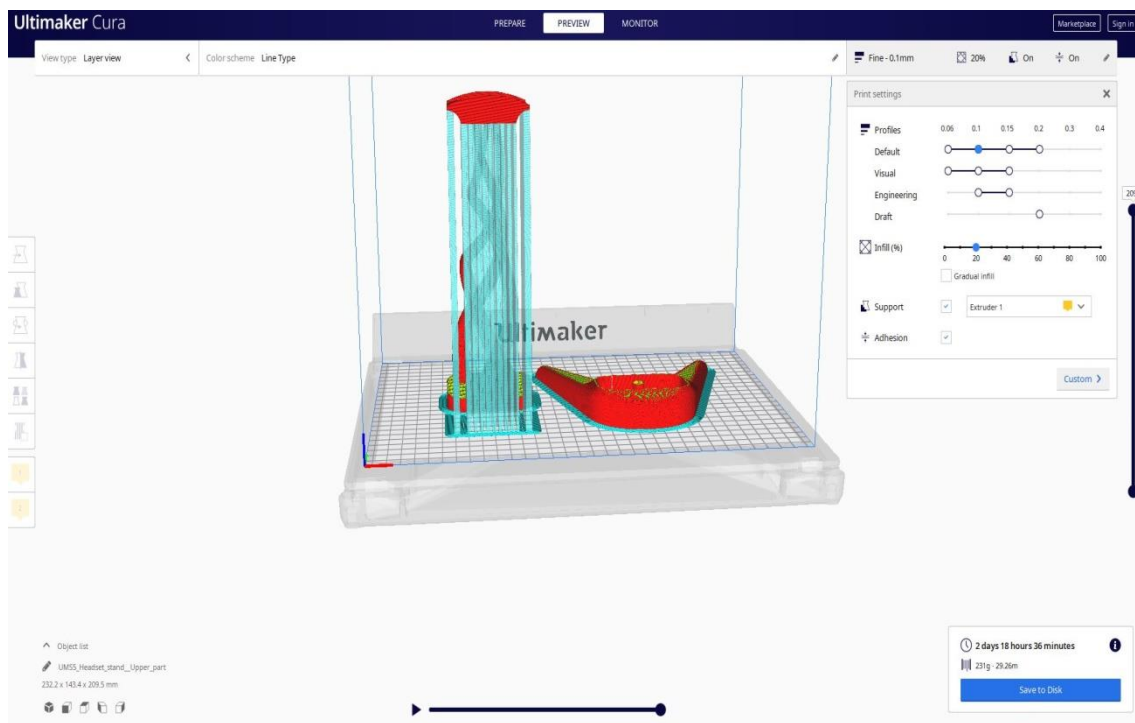 Ultimaker Cura
PREPARE
PREVIEW
MONITOR
Marketplace
Sign in
View type Layer view
Color scheme Line Type
Fine - 0.1mm
20%
On
On
Print settings
Profiles 0.06 0.1 0.15 0.2 0.3 0.4
Default
Visual
Engineering
Draft
Infill (%)
0 20 40 60 80 100
Gradual infill
Support Extruder 1
Adhesion
Custom
Ultimaker
Object list
UMS5_Headset_stand__Upper_part
232.2 x 143.4 x 209.5 mm
2 days 18 hours 36 minutes
231g · 29.26m
Save to Disk